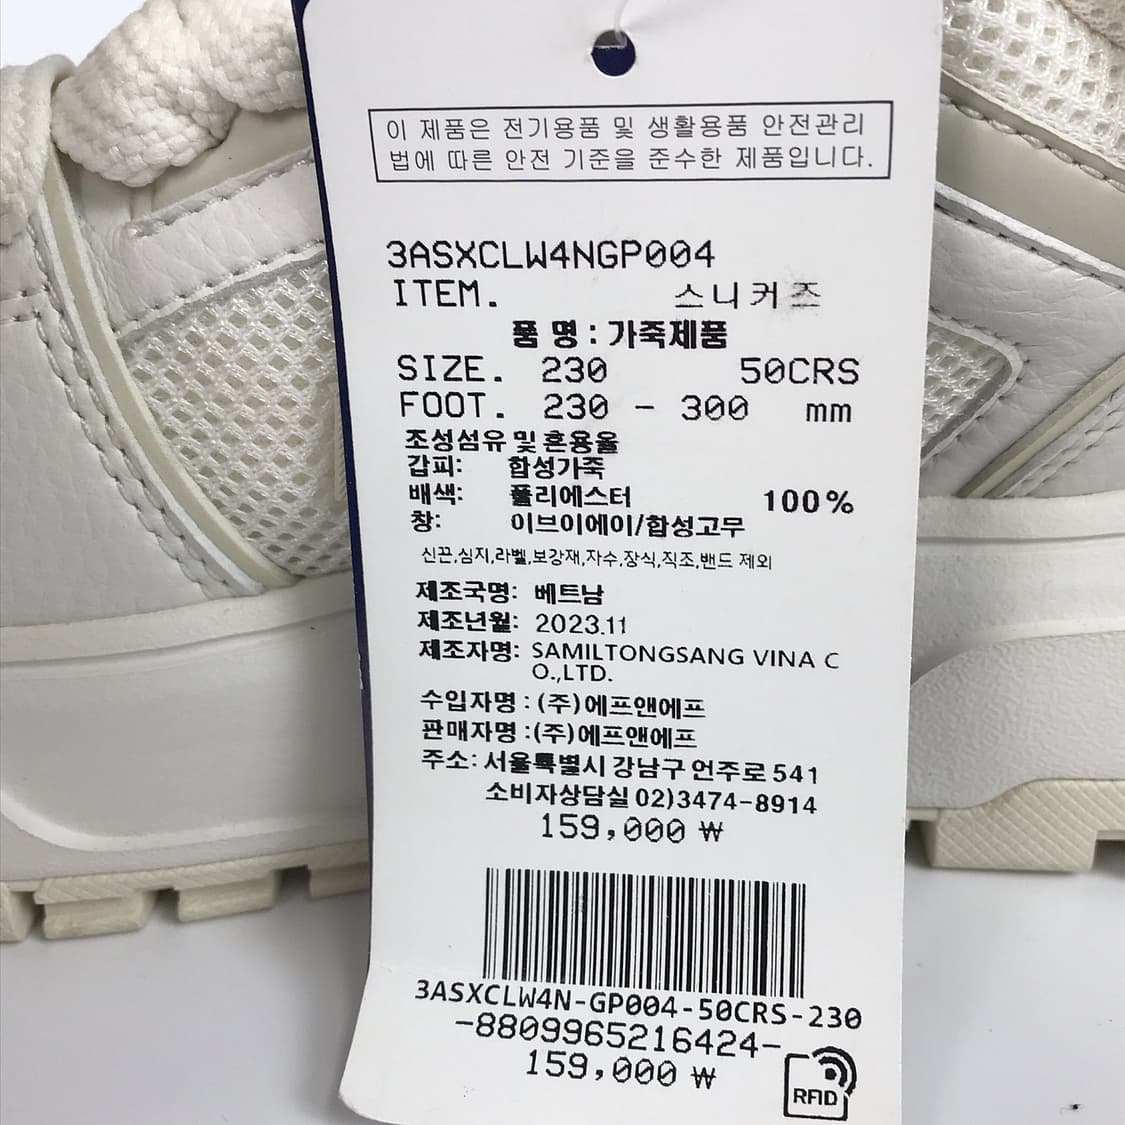 이 제품은 전기용품 및 생활용품 안전관리
법에 따른 안전 기준을 준수한 제품입니다.
3ASXCLW4NGP004
ITEM. 스니커즈
품 명 : 가죽제품
SIZE. 230 50CRS
FOOT. 230 - 300 mm
조성섬유 및 혼용율
갑피: 합성가죽
배색: 폴리에스터 100%
창: 이브이에이/합성고무
신끈,심지,라벨,보강재,자수,장식,직조,밴드 제외
제조국명: 베트남
제조년월: 2023.11
제조자명: SAMILTONGSANG VINA C
O.,LTD.
수입자명 : (주)에프앤에프
판매자명 :(주)에프앤에프
주소: 서울특별시 강남구 언주로 541
소비자상담실 02)3474-8914
159,000 ₩
3ASXCLW4N-GP004-50CRS-230
-8809965216424-
159,000 ₩
RFID